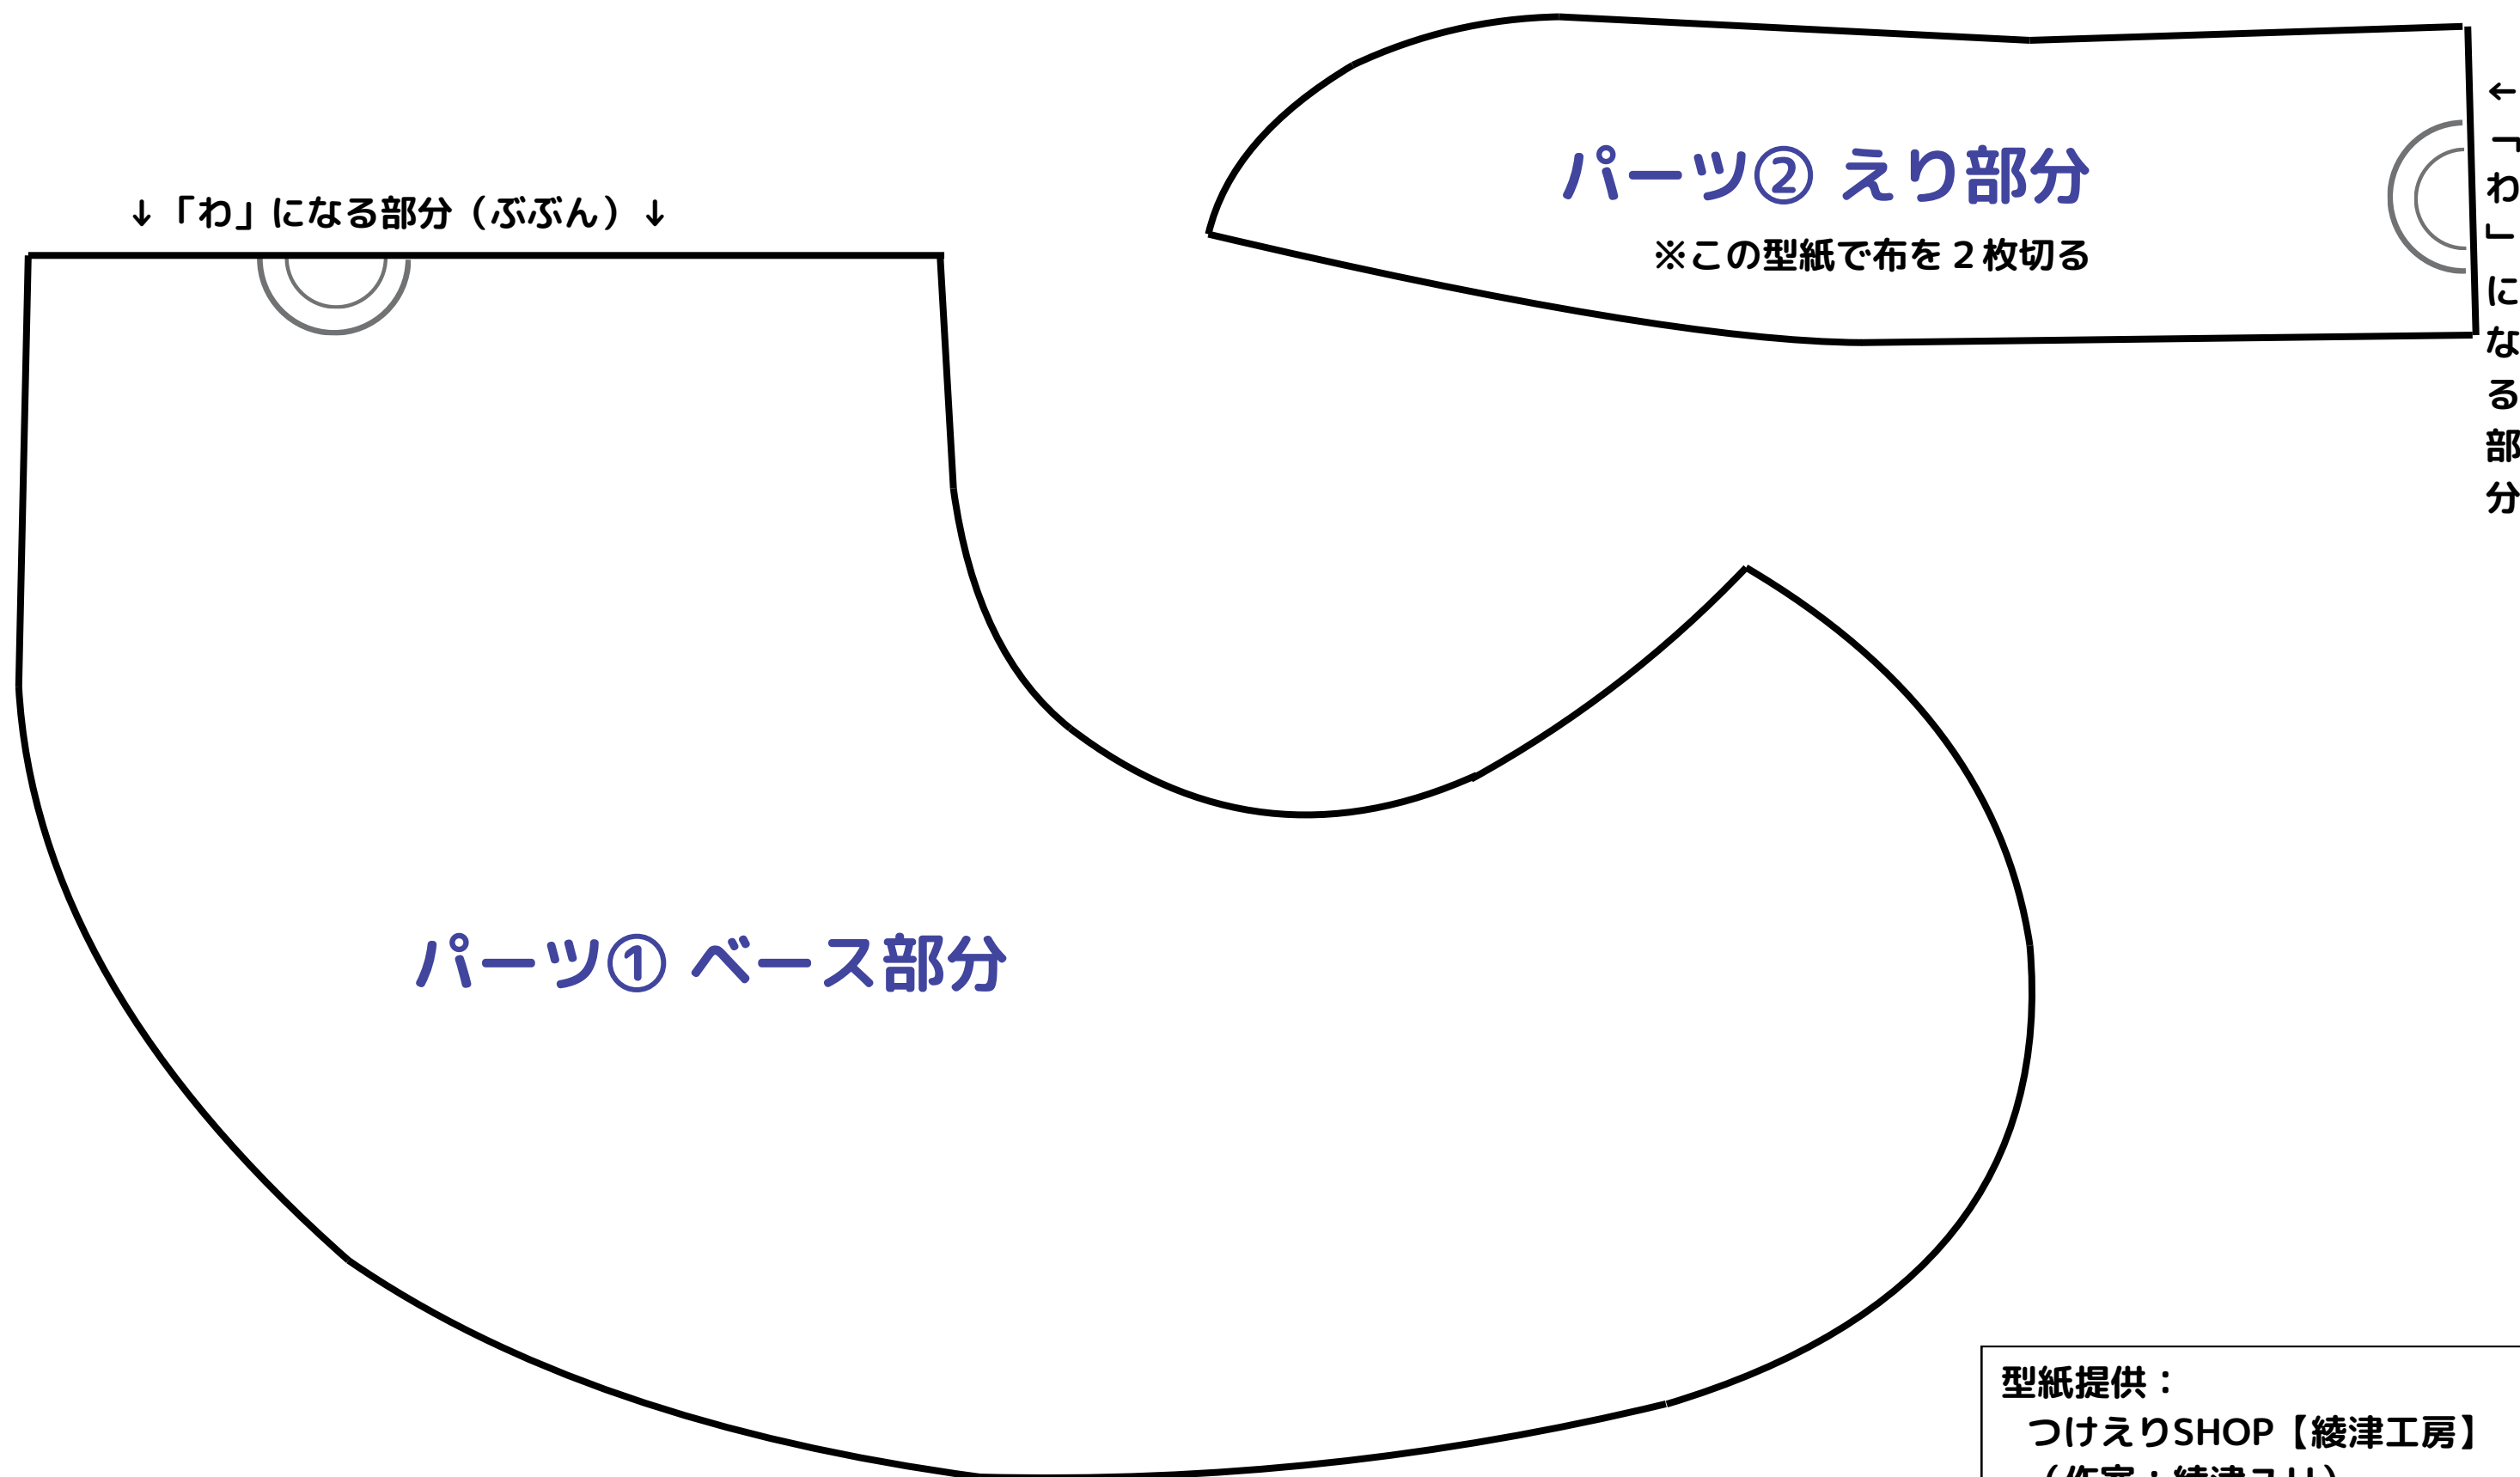 パーツ② えり部分
※この型紙で布を2枚切る
←「わ」になる部分
↓「わ」になる部分(ぶぶん)↓
パーツ① ベース部分
型紙提供:
つけえりSHOP【綾津工房】